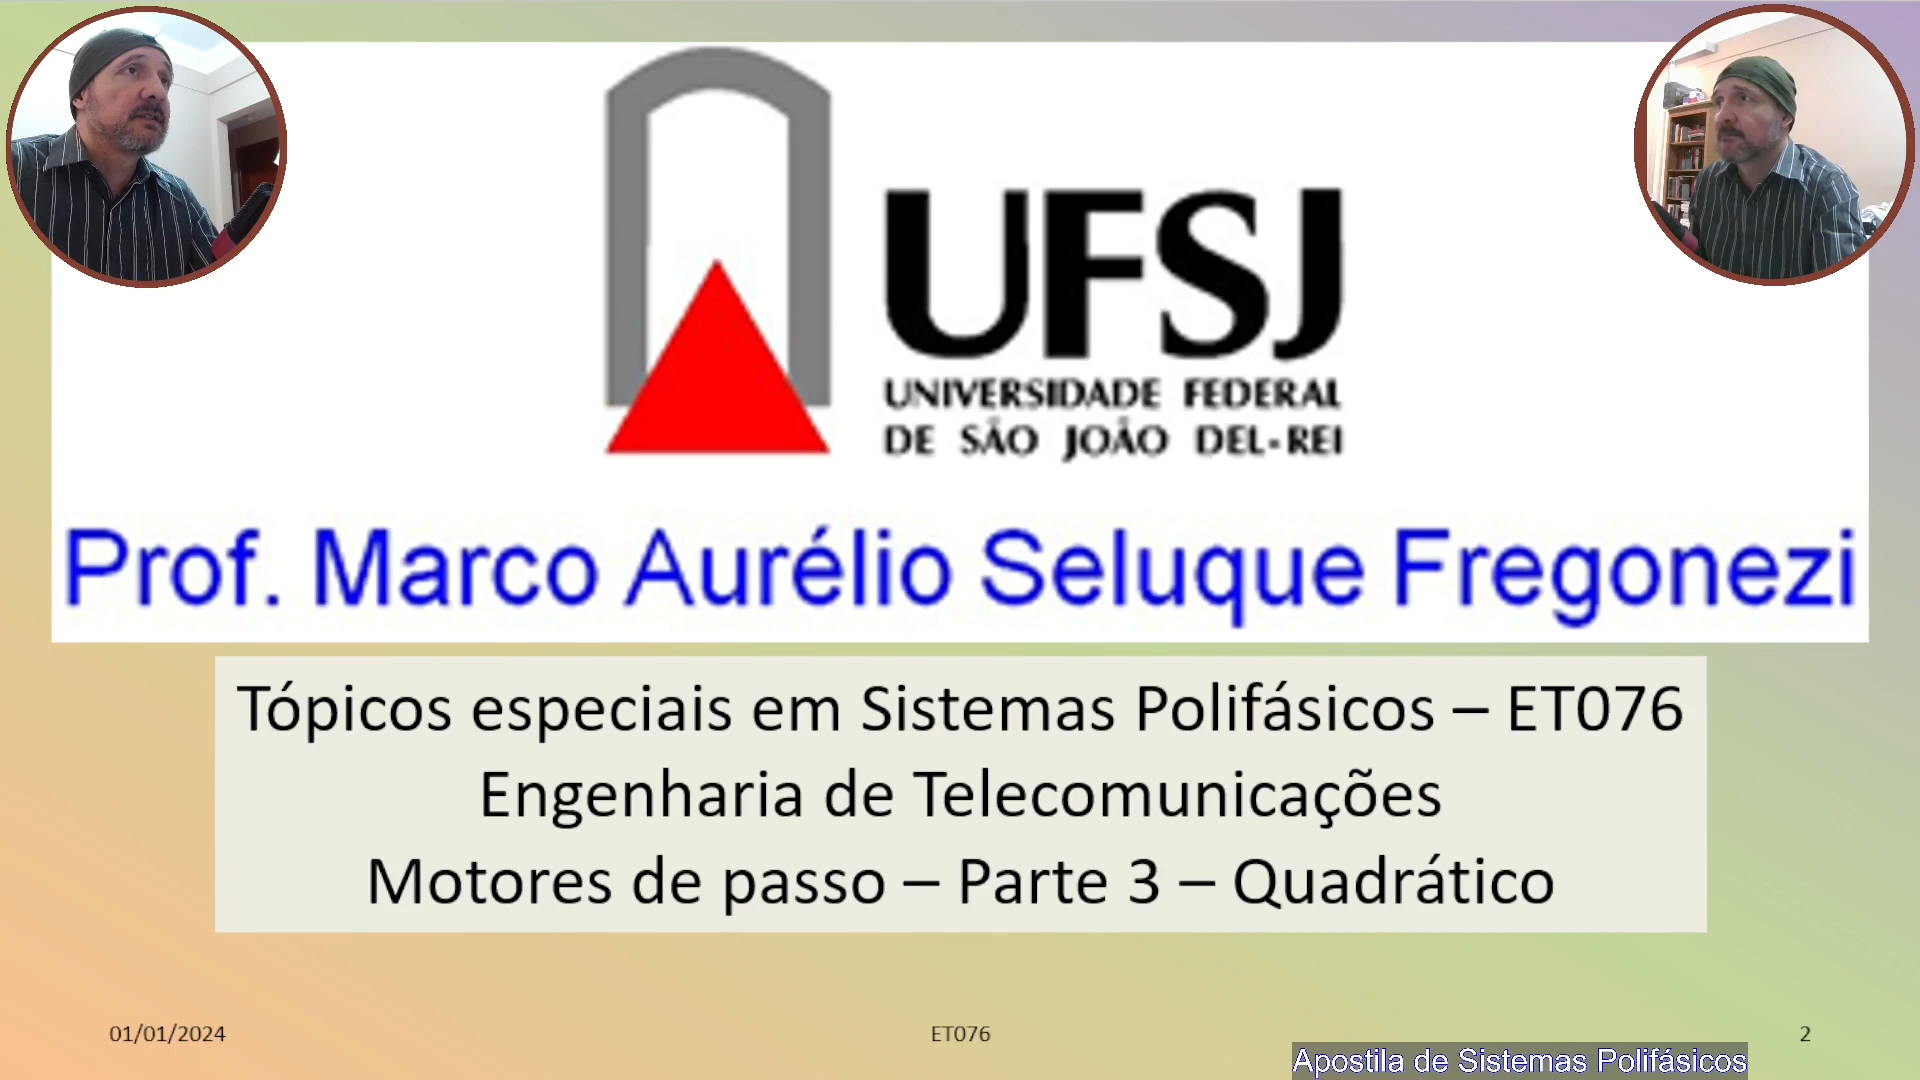 UFSJ
UNIVERSIDADE FEDERAL
DE SÃO JOÃO DEL-REI
Prof. Marco Aurélio Seluque Fregonezi
Tópicos especiais em Sistemas Polifásicos – ET076
Engenharia de Telecomunicações
Motores de passo – Parte 3 – Quadrático
01/01/2024
ET076
2
Apostila de Sistemas Polifásicos